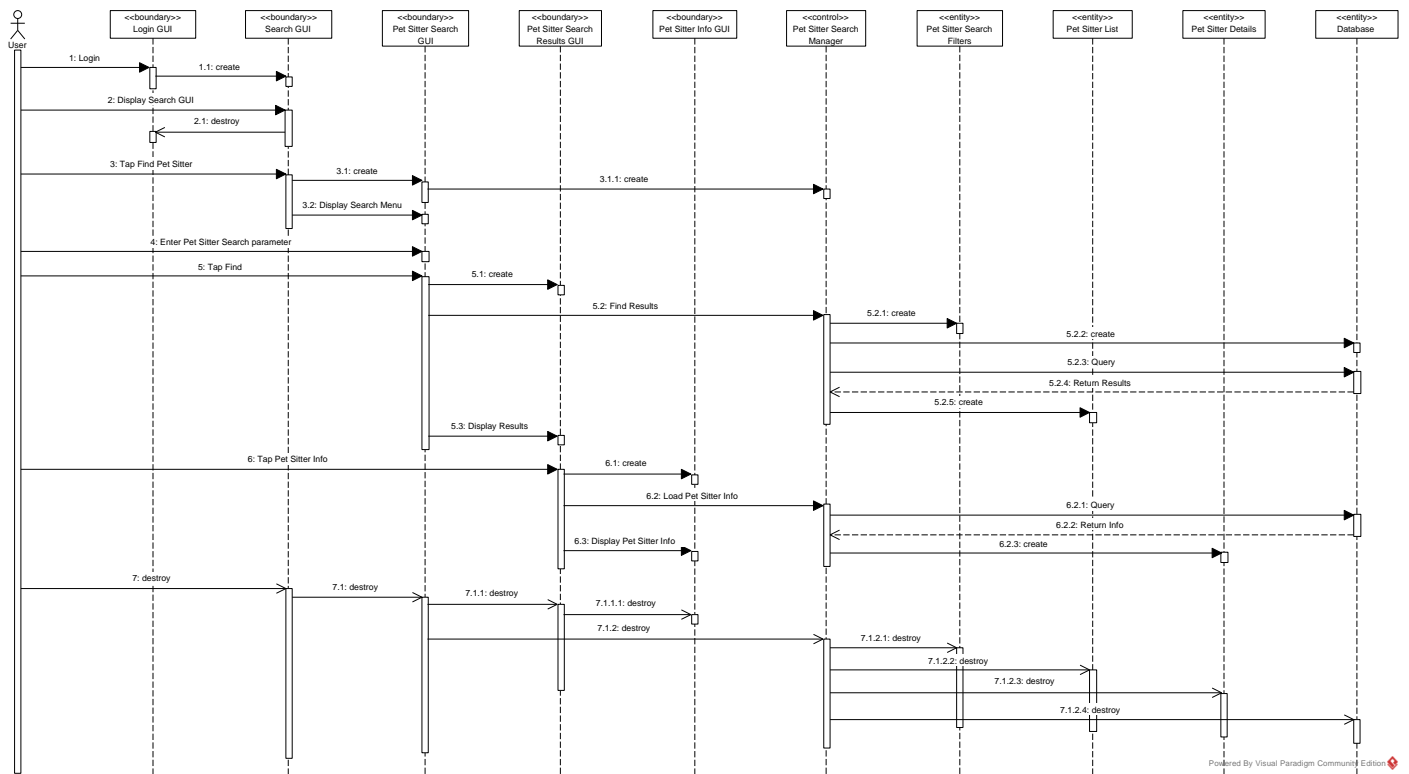 <<boundary>>
Login GUI
<<boundary>>
Search GUI
<<boundary>>
Pet Sitter Search
GUI
<<boundary>>
Pet Sitter Search
Results GUI
<<boundary>>
Pet Sitter Info GUI
<<control>>
Pet Sitter Search
Manager
<<entity>>
Pet Sitter Search
Filters
<<entity>>
Pet Sitter List
<<entity>>
Pet Sitter Details
<<entity>>
Database
User
1: Login
1.1: create
2: Display Search GUI
2.1: destroy
3: Tap Find Pet Sitter
3.1: create
3.1.1: create
3.2: Display Search Menu
4: Enter Pet Sitter Search parameter
5: Tap Find
5.1: create
5.2: Find Results
5.2.1: create
5.2.2: create
5.2.3: Query
5.2.4: Return Results
5.2.5: create
5.3: Display Results
6: Tap Pet Sitter Info
6.1: create
6.2: Load Pet Sitter Info
6.2.1: Query
6.2.2: Return Info
6.3: Display Pet Sitter Info
6.2.3: create
7: destroy
7.1: destroy
7.1.1: destroy
7.1.1.1: destroy
7.1.2: destroy
7.1.2.1: destroy
7.1.2.2: destroy
7.1.2.3: destroy
7.1.2.4: destroy
Powered By Visual Paradigm Community Edition